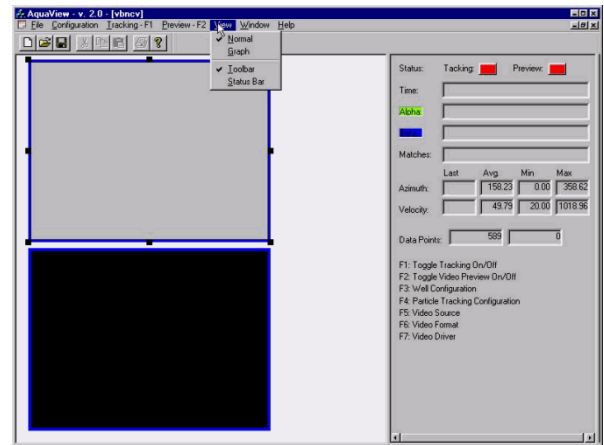 AquaView - v. 2.0 - [vbncv]
File Configuration Tracking - F1 Preview - F2 View Window Help
Normal
Graph
Toolbar
Status Bar
Status: Tacking: Preview:
Time:
Alpha:
Matches:
Last Avg. Min Max
Azimuth: 158.23 0.00 358.62
Velocity: 49.79 20.00 1018.96
Data Points: 589 0
F1: Toggle Tracking On/Off
F2: Toggle Video Preview On/Off
F3: Well Configuration
F4: Particle Tracking Configuration
F5: Video Source
F6: Video Format
F7: Video Driver